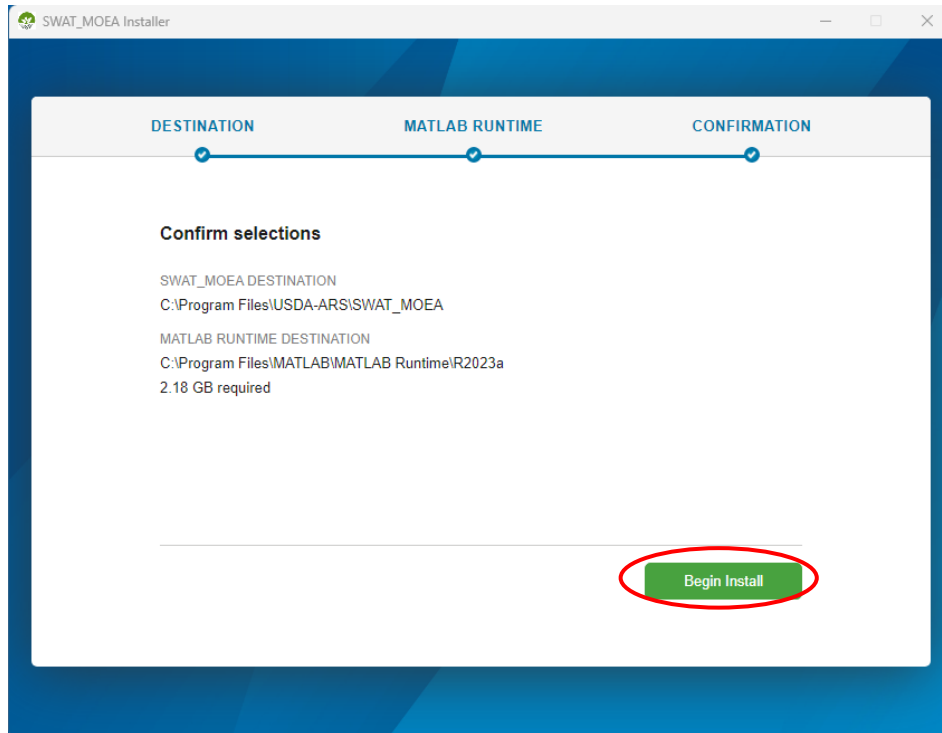 SWAT_MOEA Installer
DESTINATION MATLAB RUNTIME CONFIRMATION
Confirm selections
SWAT_MOEA DESTINATION
C:\Program Files\USDA-ARS\SWAT_MOEA
MATLAB RUNTIME DESTINATION
C:\Program Files\MATLAB\MATLAB Runtime\R2023a
2.18 GB required
Begin Install